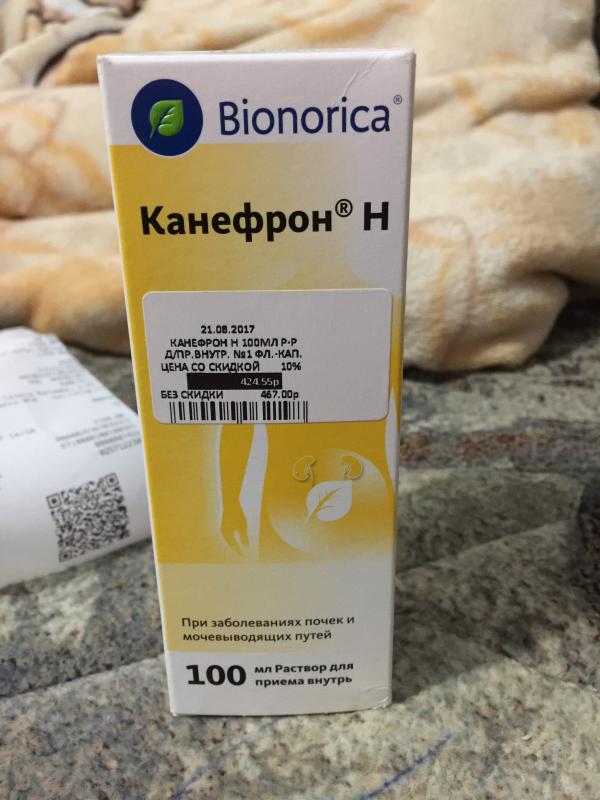 Bionorica®
Канефрон® Н
21.08.2017
КАНЕФРОН Н 100МЛ Р-Р
Д/ПР.ВНУТР. №1 ФЛ.-КАП.
ЦЕНА СО СКИДКОЙ 10%
424.55р
БЕЗ СКИДКИ 467.00р
При заболеваниях почек и
мочевыводящих путей
100 мл Раствор для
приема внутрь